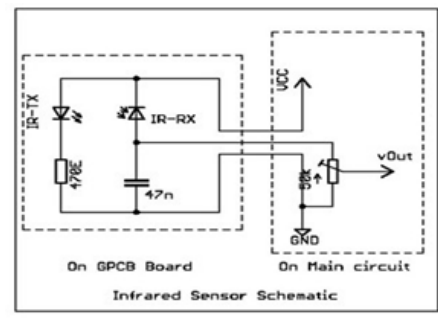 IR-TX
IR-RX
470E
47n
VCC
50k
vOut
GND
On GPCB Board
On Main circuit
Infrared Sensor Schematic